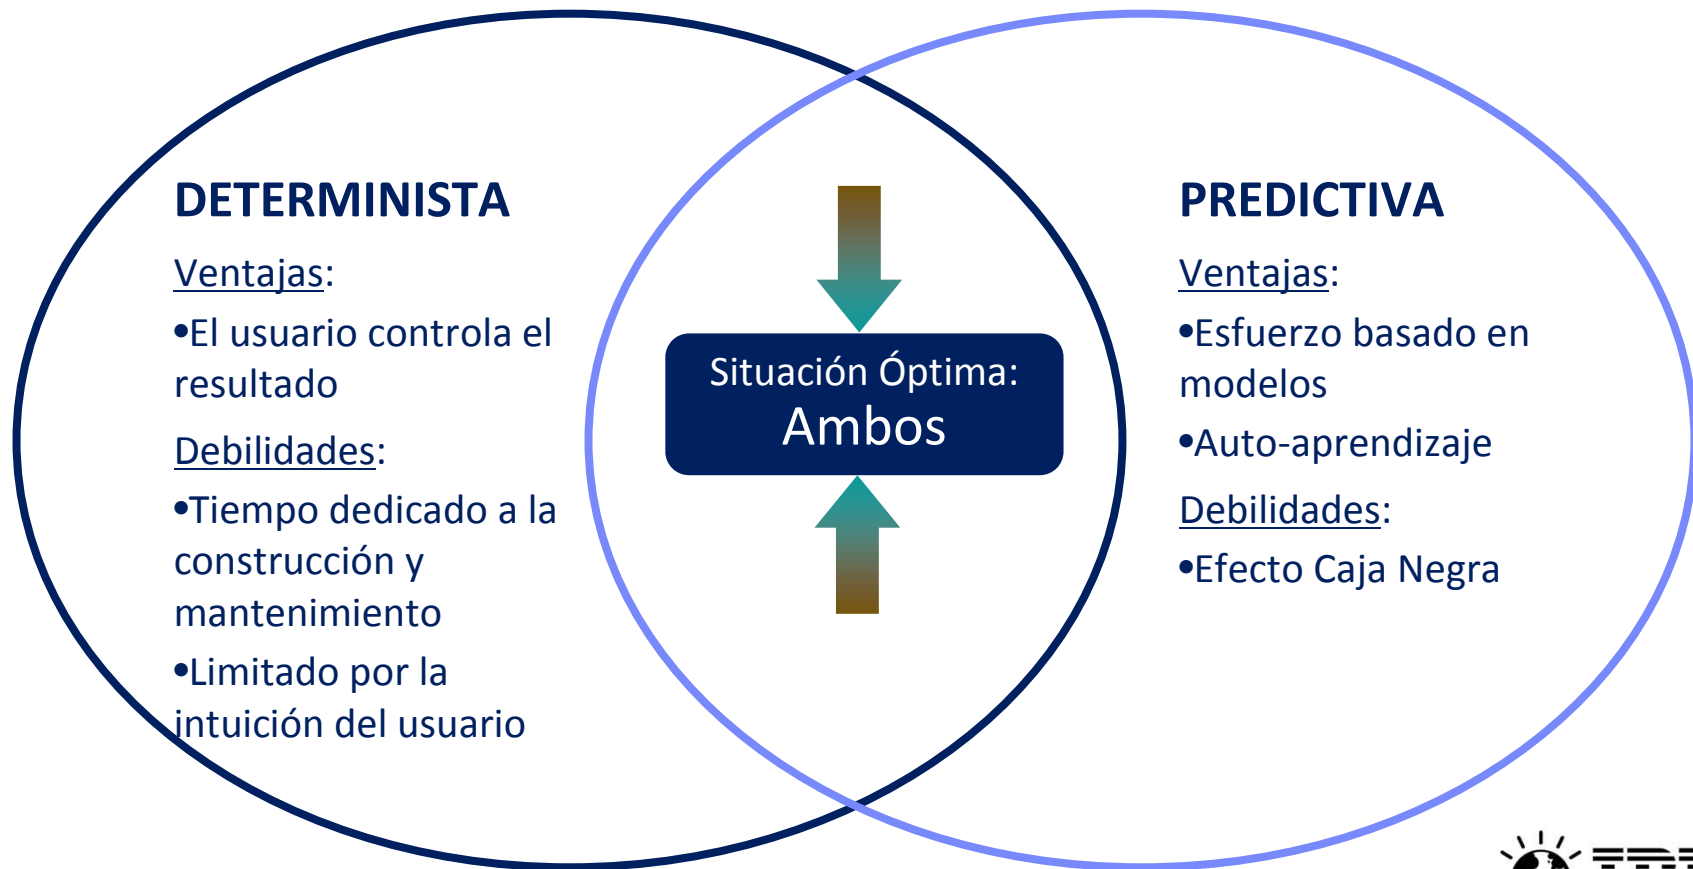 DETERMINISTA
Ventajas:
•El usuario controla el
resultado
Debilidades:
•Tiempo dedicado a la
construcción y
mantenimiento
•Limitado por la
intuición del usuario
Situación Óptima:
Ambos
PREDICTIVA
Ventajas:
•Esfuerzo basado en
modelos
•Auto-aprendizaje
Debilidades:
•Efecto Caja Negra